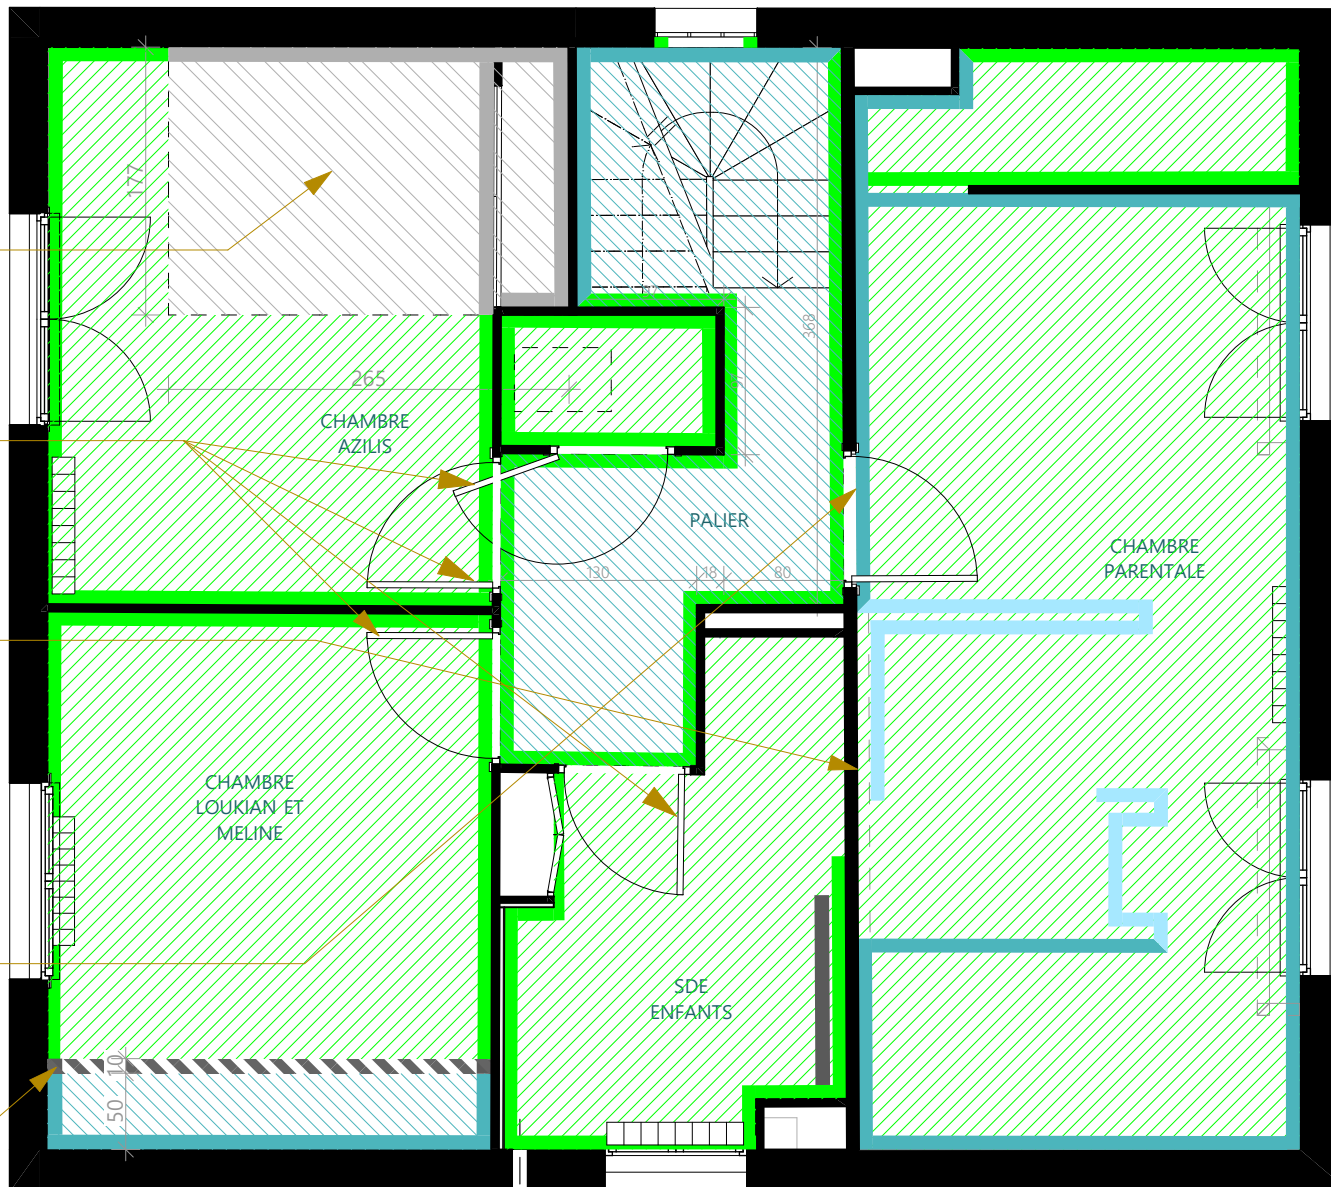 177
97
368
265
CHAMBRE
AZILIS
PALIER
CHAMBRE
PARENTALE
130
18
80
CHAMBRE
LOUKIAN ET
MELINE
SDE
ENFANTS
10
50